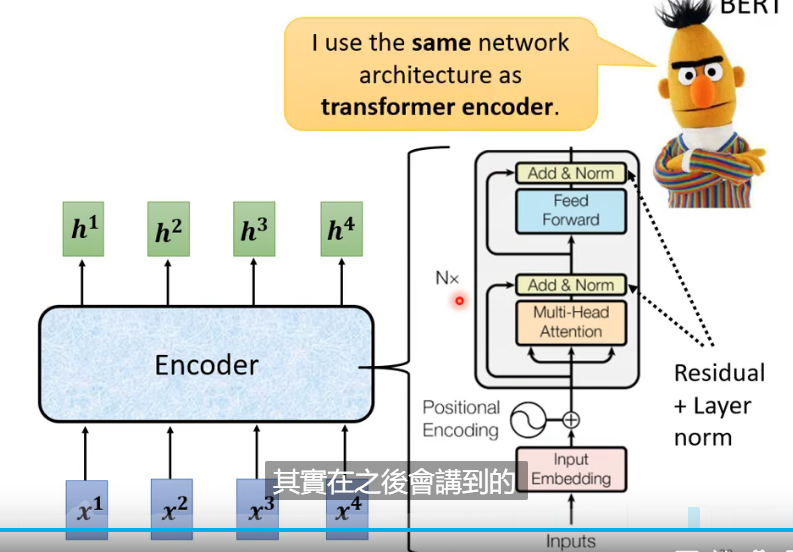 BERT
I use the same network
architecture as
transformer encoder.
Add & Norm
Feed
Forward
h¹ h² h³ h⁴
N×
Add & Norm
Multi-Head
Attention
Encoder
Residual
+ Layer
norm
Positional
Encoding
Input
Embedding
x¹ x² x³ x⁴
其實在之後會講到的
Inputs